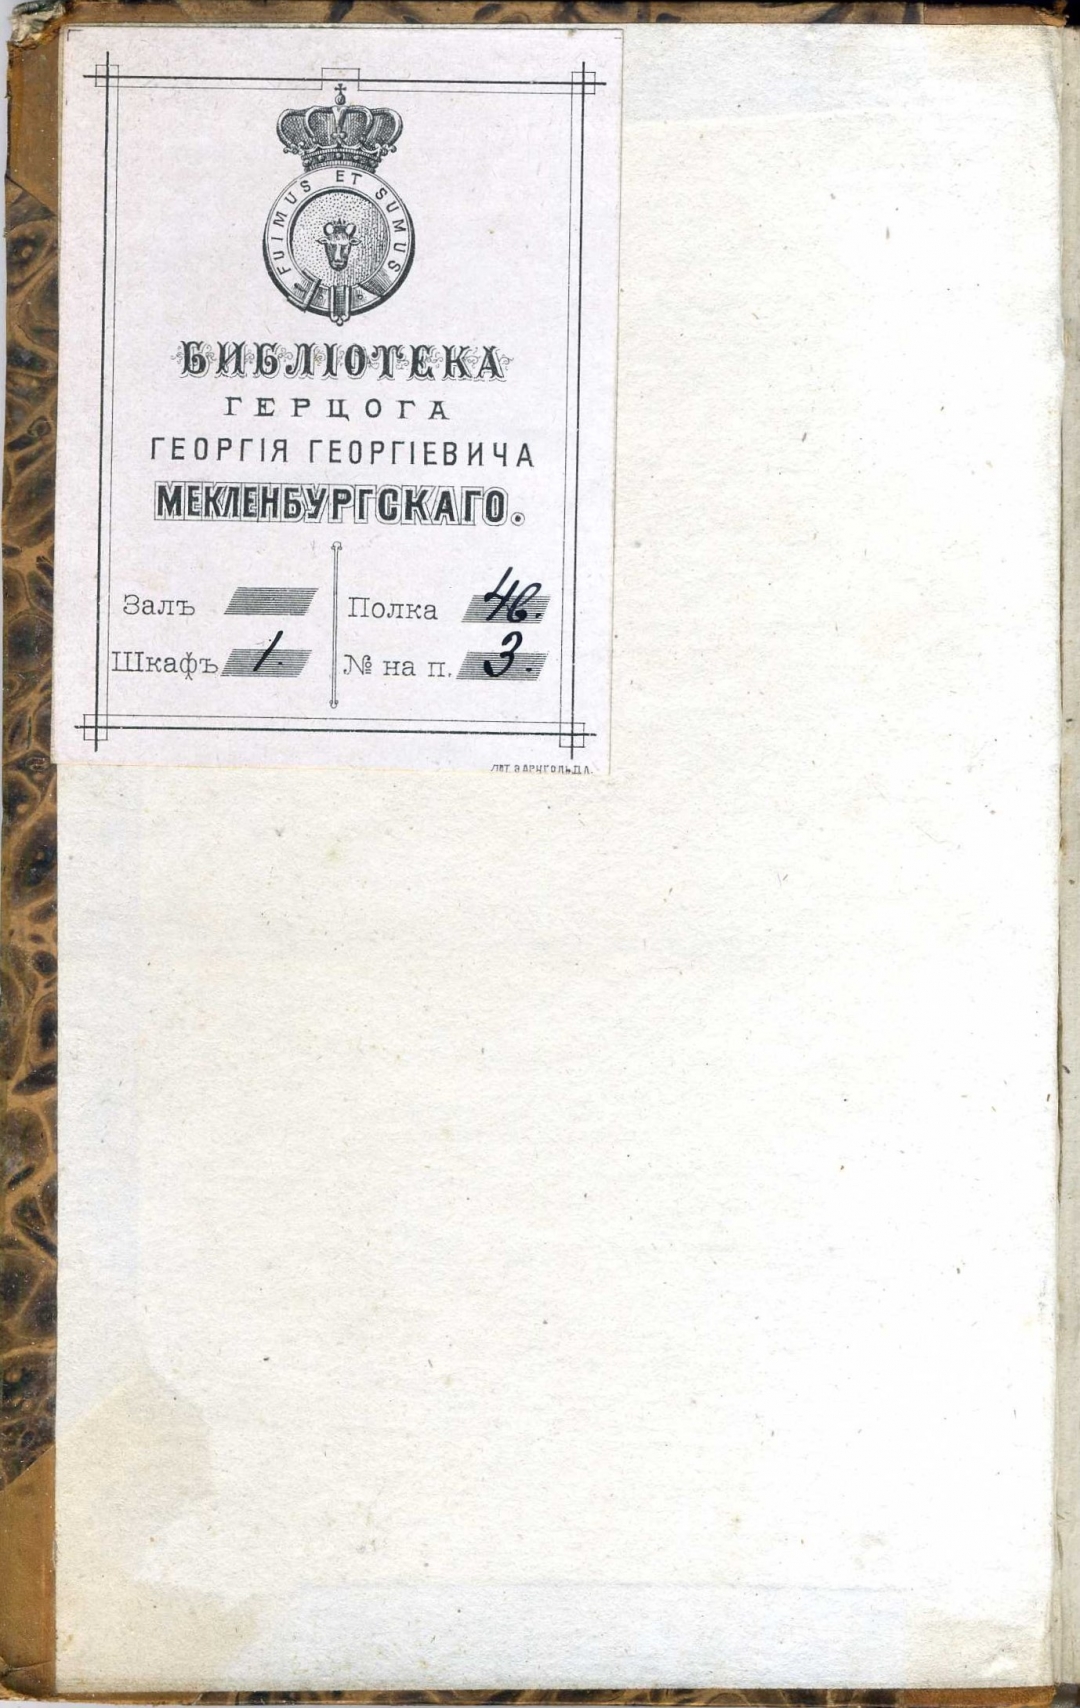 FUIMUS ET SUMUS
БИБЛІОТЕКА
ГЕРЦОГА
ГЕОРГІЯ ГЕОРГІЕВИЧА
МЕКЛЕНБУРГСКАГО.
Залъ
Полка 4в.
Шкафъ 1.
№ на п. 3.